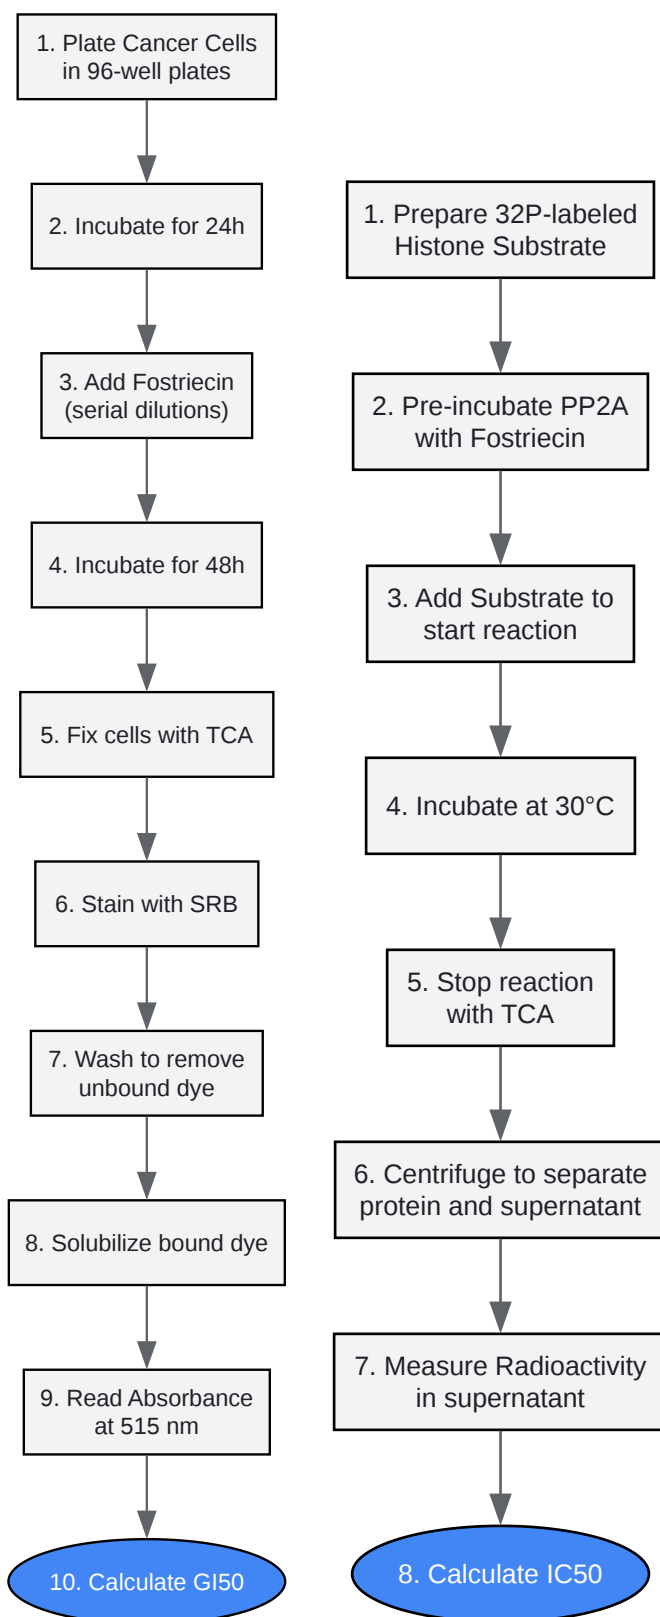 1. Plate Cancer Cells
in 96-well plates
2. Incubate for 24h
3. Add Fostriecin
(serial dilutions)
4. Incubate for 48h
5. Fix cells with TCA
6. Stain with SRB
7. Wash to remove
unbound dye
8. Solubilize bound dye
9. Read Absorbance
at 515 nm
10. Calculate GI50
1. Prepare 32P-labeled
Histone Substrate
2. Pre-incubate PP2A
with Fostriecin
3. Add Substrate to
start reaction
4. Incubate at 30°C
5. Stop reaction
with TCA
6. Centrifuge to separate
protein and supernatant
7. Measure Radioactivity
in supernatant
8. Calculate IC50